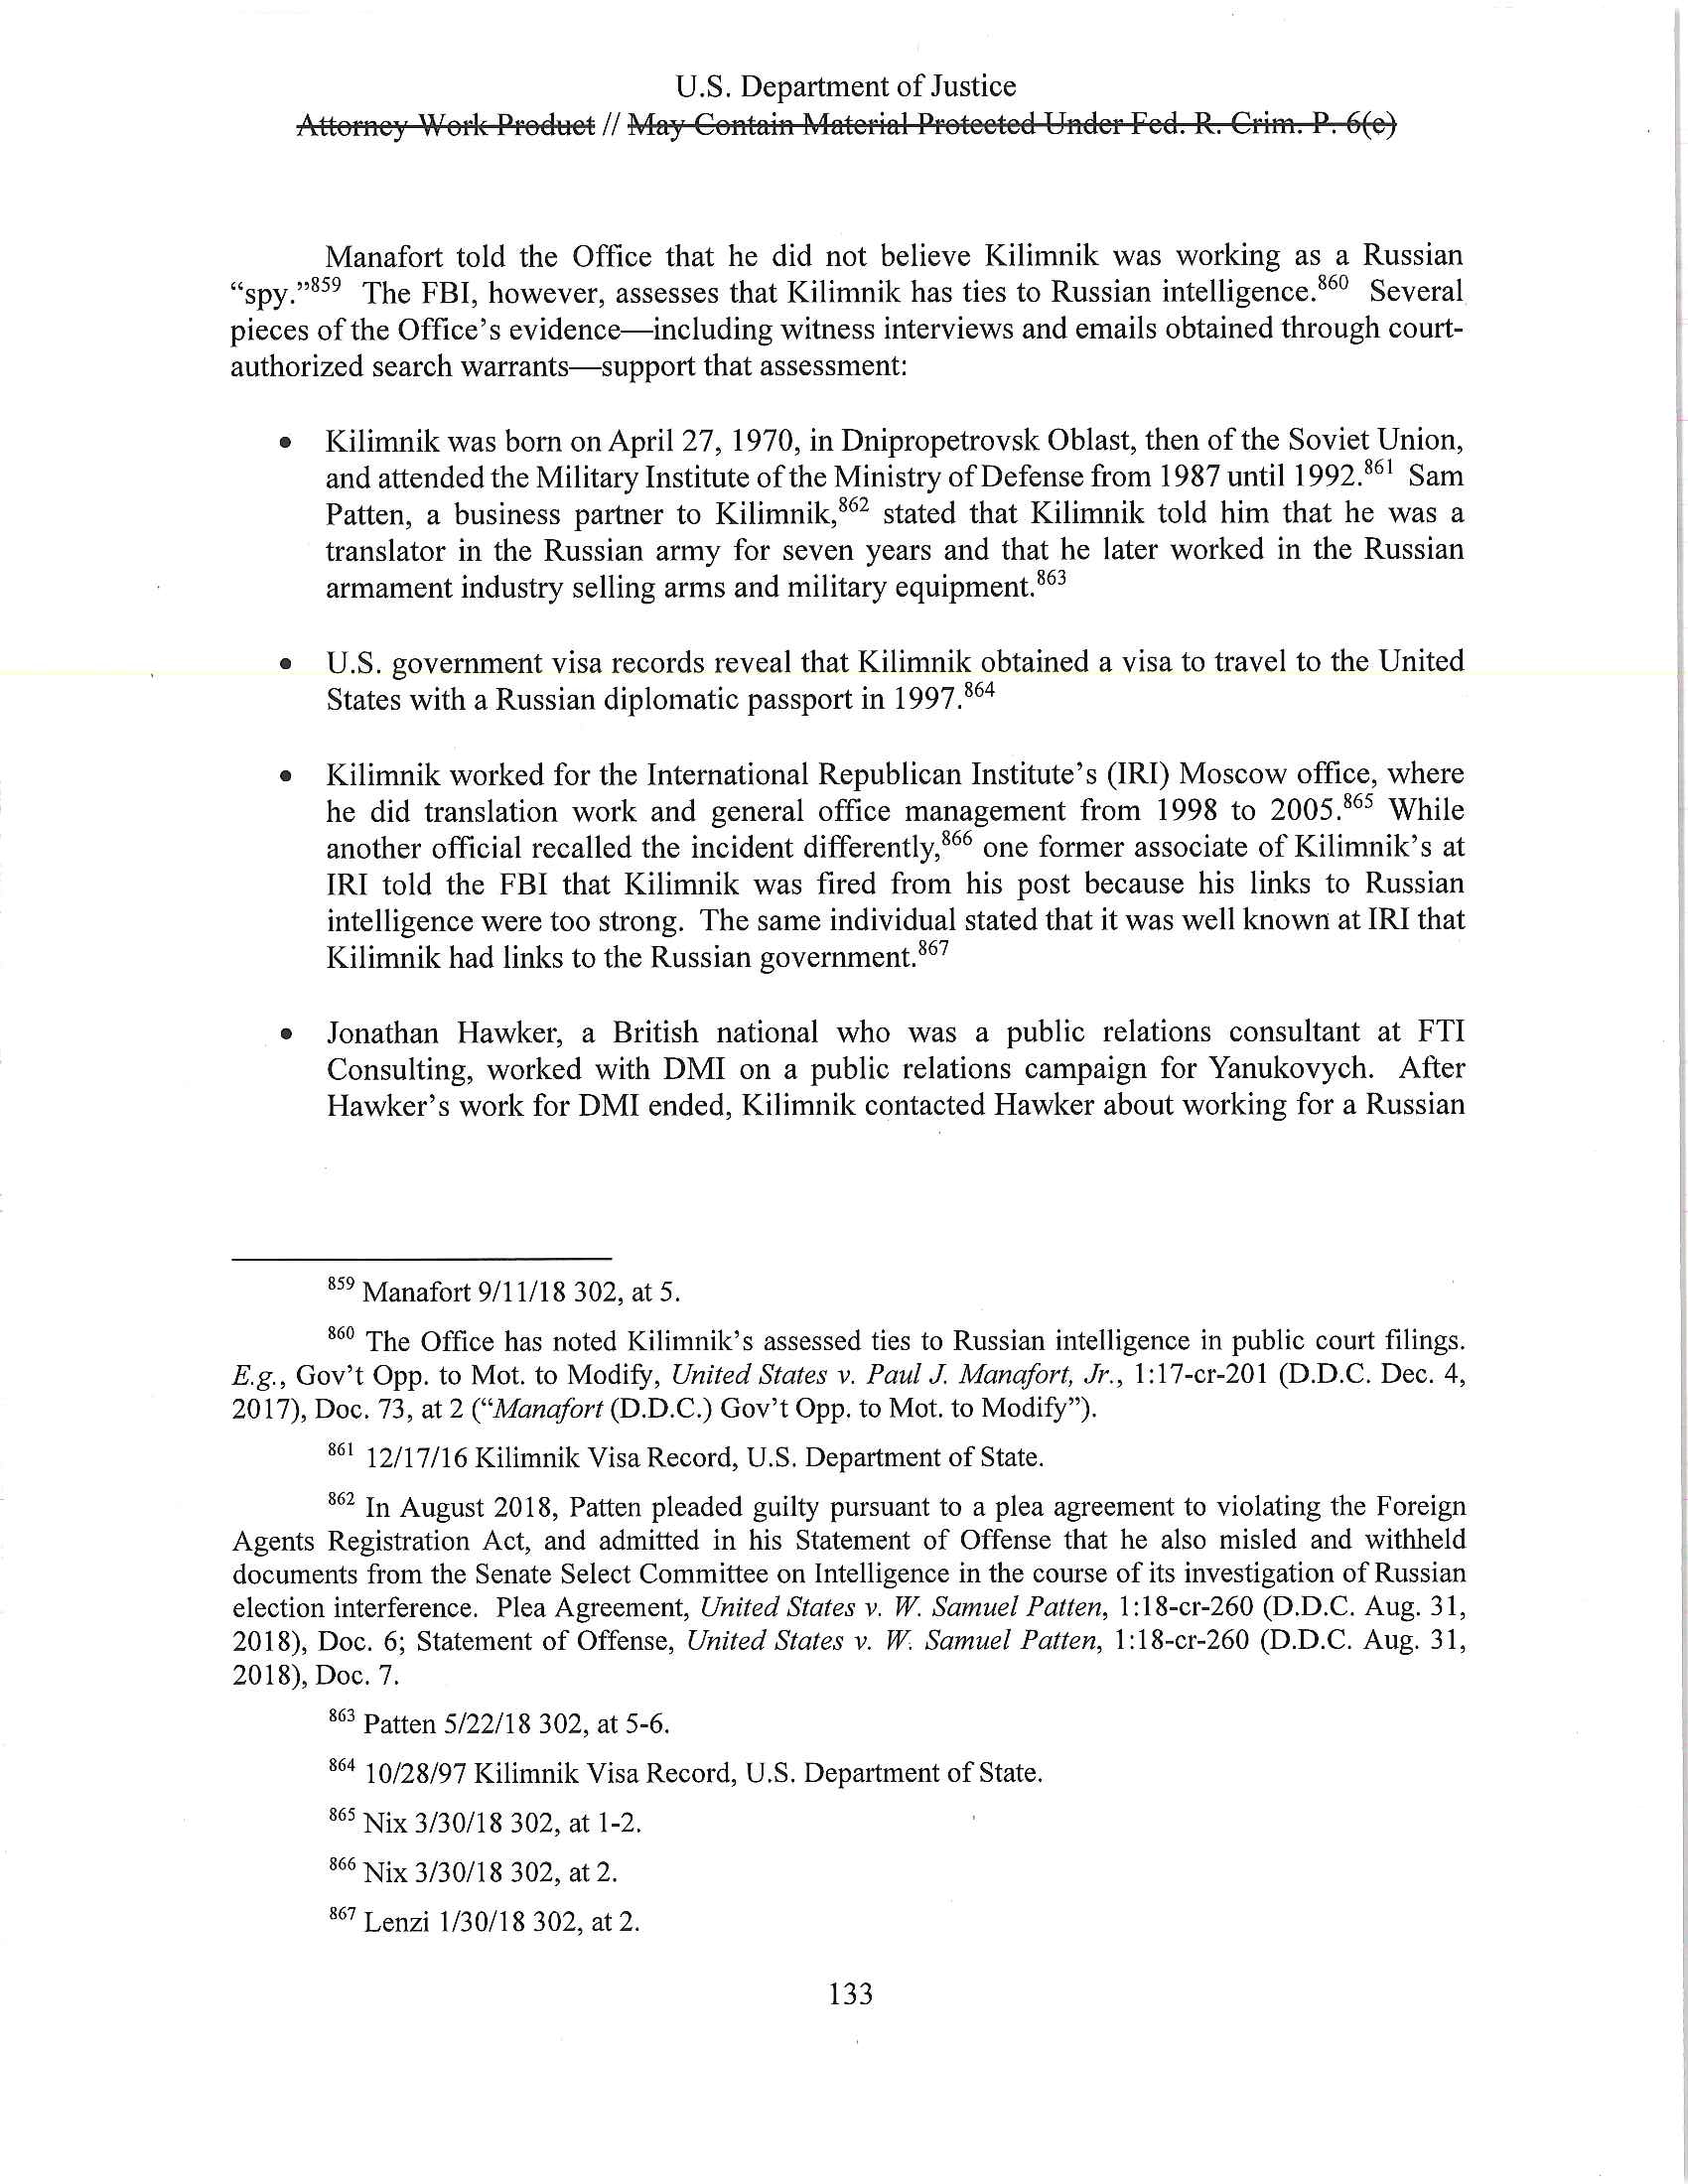 U.S. Department of Justice
Attorney Work Product // May Contain Material Protected Under Fed. R. Crim. P. 6(e)
Manafort told the Office that he did not believe Kilimnik was working as a Russian
“spy.”859 The FBI, however, assesses that Kilimnik has ties to Russian intelligence.860 Several
pieces of the Office’s evidence—including witness interviews and emails obtained through court-
authorized search warrants—support that assessment:
• Kilimnik was born on April 27, 1970, in Dnipropetrovsk Oblast, then of the Soviet Union,
and attended the Military Institute of the Ministry of Defense from 1987 until 1992.861 Sam
Patten, a business partner to Kilimnik,862 stated that Kilimnik told him that he was a
translator in the Russian army for seven years and that he later worked in the Russian
armament industry selling arms and military equipment.863
• U.S. government visa records reveal that Kilimnik obtained a visa to travel to the United
States with a Russian diplomatic passport in 1997.864
• Kilimnik worked for the International Republican Institute’s (IRI) Moscow office, where
he did translation work and general office management from 1998 to 2005.865 While
another official recalled the incident differently,866 one former associate of Kilimnik’s at
IRI told the FBI that Kilimnik was fired from his post because his links to Russian
intelligence were too strong. The same individual stated that it was well known at IRI that
Kilimnik had links to the Russian government.867
• Jonathan Hawker, a British national who was a public relations consultant at FTI
Consulting, worked with DMI on a public relations campaign for Yanukovych. After
Hawker’s work for DMI ended, Kilimnik contacted Hawker about working for a Russian
859 Manafort 9/11/18 302, at 5.
860 The Office has noted Kilimnik’s assessed ties to Russian intelligence in public court filings.
E.g., Gov’t Opp. to Mot. to Modify, United States v. Paul J. Manafort, Jr., 1:17-cr-201 (D.D.C. Dec. 4,
2017), Doc. 73, at 2 (“Manafort (D.D.C.) Gov’t Opp. to Mot. to Modify”).
861 12/17/16 Kilimnik Visa Record, U.S. Department of State.
862 In August 2018, Patten pleaded guilty pursuant to a plea agreement to violating the Foreign
Agents Registration Act, and admitted in his Statement of Offense that he also misled and withheld
documents from the Senate Select Committee on Intelligence in the course of its investigation of Russian
election interference. Plea Agreement, United States v. W. Samuel Patten, 1:18-cr-260 (D.D.C. Aug. 31,
2018), Doc. 6; Statement of Offense, United States v. W. Samuel Patten, 1:18-cr-260 (D.D.C. Aug. 31,
2018), Doc. 7.
863 Patten 5/22/18 302, at 5-6.
864 10/28/97 Kilimnik Visa Record, U.S. Department of State.
865 Nix 3/30/18 302, at 1-2.
866 Nix 3/30/18 302, at 2.
867 Lenzi 1/30/18 302, at 2.
133